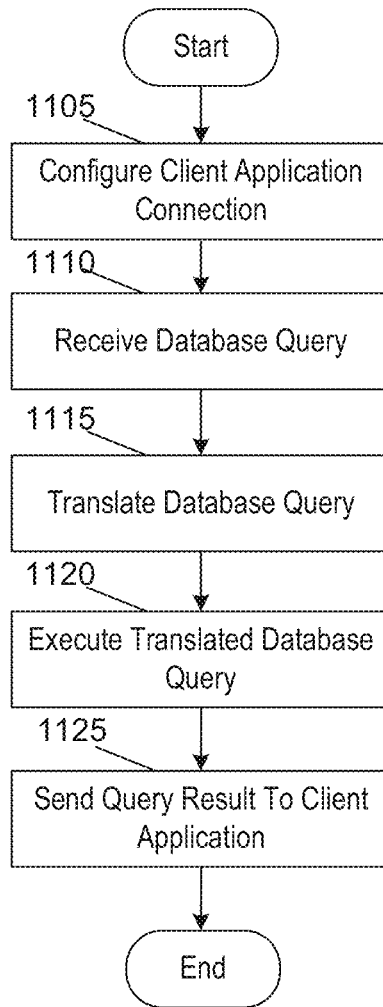 Start
1105
Configure Client Application
Connection
1110
Receive Database Query
1115
Translate Database Query
1120
Execute Translated Database
Query
1125
Send Query Result To Client
Application
End